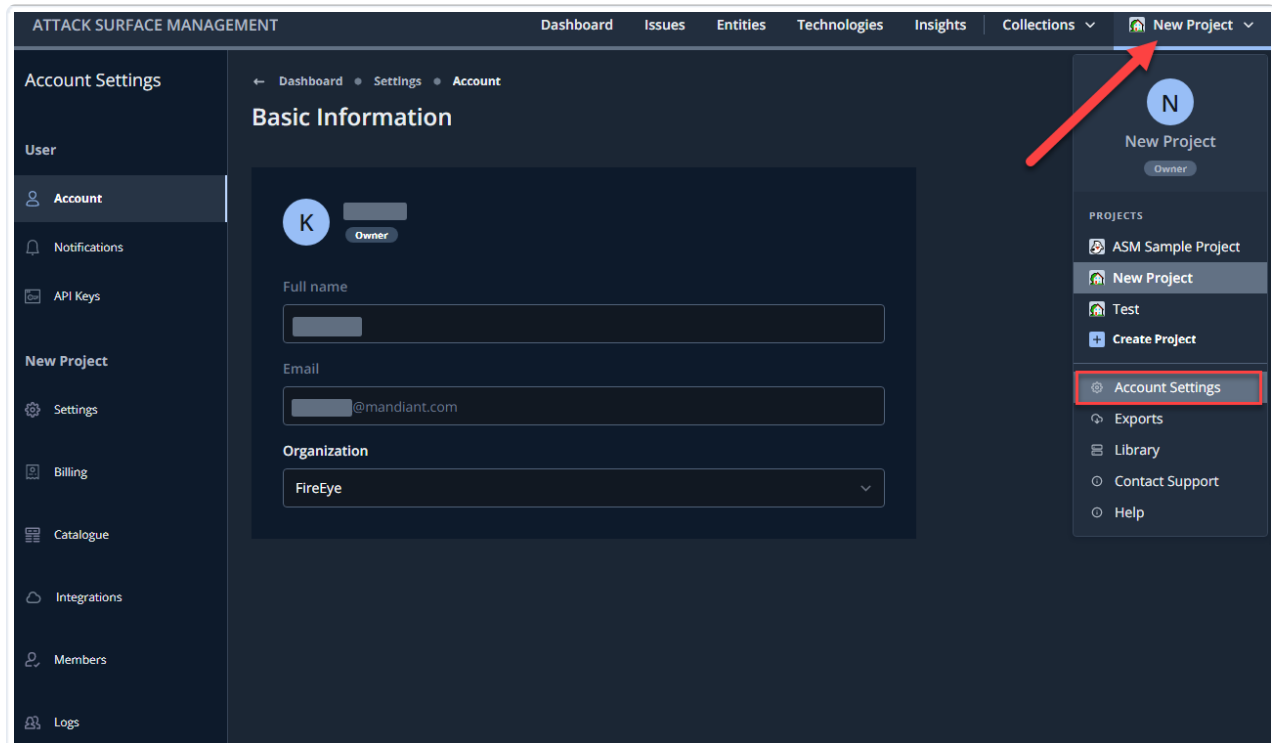 ATTACK SURFACE MANAGEMENT
Dashboard Issues Entities Technologies Insights Collections New Project
Account Settings
User
Account
Notifications
API Keys
New Project
Settings
Billing
Catalogue
Integrations
Members
Logs
← Dashboard • Settings • Account
Basic Information
K
Owner
Full name
Email
@mandiant.com
Organization
FireEye
N
New Project
Owner
PROJECTS
ASM Sample Project
New Project
Test
+ Create Project
Account Settings
Exports
Library
Contact Support
Help